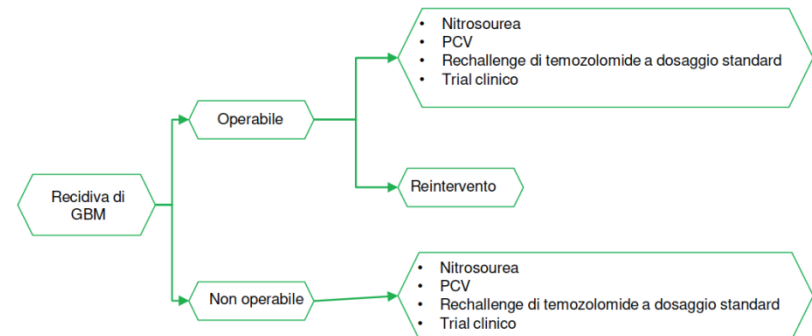 • Nitrosourea
• PCV
• Rechallenge di temozolomide a dosaggio standard
• Trial clinico
Operabile
Reintervento
Recidiva di
GBM
Non operabile
• Nitrosourea
• PCV
• Rechallenge di temozolomide a dosaggio standard
• Trial clinico